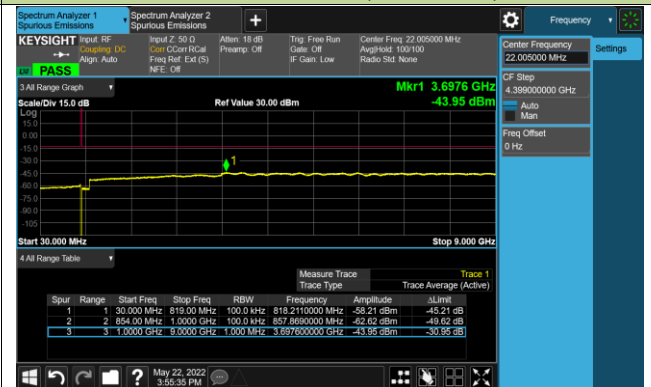 Spectrum Analyzer 1
Spurious Emissions
Spectrum Analyzer 2
Spurious Emissions
+
Frequency
KEYSIGHT
Input: RF
Coupling: DC
Align: Auto
Input Z: 50 Ω
Corr CCorr RCal
Freq Ref: Ext (S)
NFE: Off
Atten: 18 dB
Preamp: Off
Trig: Free Run
Gate: Off
IF Gain: Low
Center Freq: 22.005000 MHz
Avg|Hold: 100/100
Radio Std: None
PASS
Center Frequency
22.005000 MHz
Settings
CF Step
4.399000000 GHz
Auto
Man
Freq Offset
0 Hz
3 All Range Graph
Mkr1 3.6976 GHz
Scale/Div 15.0 dB
Ref Value 30.00 dBm
-43.95 dBm
Log
15.0
0.00
-15.0
-30.0
-45.0
-60.0
-75.0
-90.0
-105
1
Start 30.000 MHz
Stop 9.000 GHz
4 All Range Table
Measure Trace Trace 1
Trace Type Trace Average (Active)
Spur Range Start Freq Stop Freq RBW Frequency Amplitude ΔLimit
1 1 30.000 MHz 819.00 MHz 100.0 kHz 818.2110000 MHz -58.21 dBm -45.21 dB
2 2 854.00 MHz 1.0000 GHz 100.0 kHz 857.8690000 MHz -62.62 dBm -49.62 dB
3 3 1.0000 GHz 9.0000 GHz 1.000 MHz 3.697600000 GHz -43.95 dBm -30.95 dB
?
May 22, 2022
3:55:35 PM